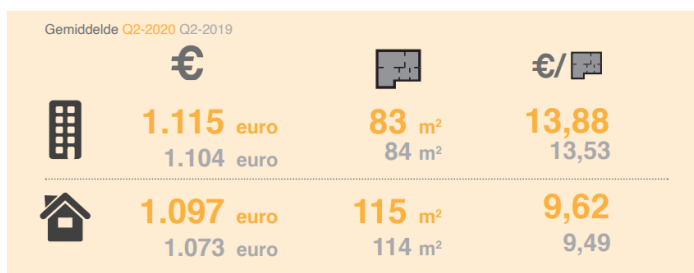 Gemiddelde Q2-2020 Q2-2019
€ €/
1.115 euro 83 m² 13,88
1.104 euro 84 m² 13,53
1.097 euro 115 m² 9,62
1.073 euro 114 m² 9,49